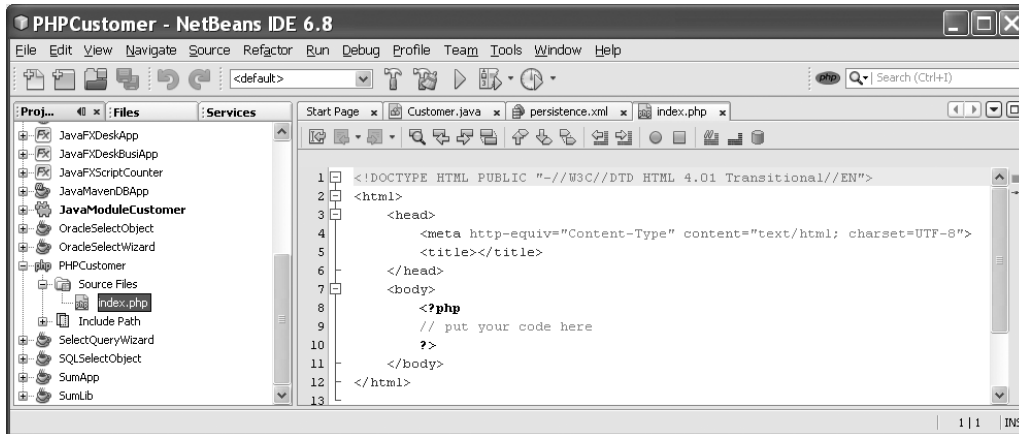 PHPCustomer - NetBeans IDE 6.8
File Edit View Navigate Source Refactor Run Debug Profile Team Tools Window Help
<default>
php Search (Ctrl+I)
Proj... Files Services
Start Page Customer.java persistence.xml index.php
JavaFXDeskApp
JavaFXDeskBusiApp
JavaFXScriptCounter
JavaMavenDBApp
JavaModuleCustomer
OracleSelectObject
OracleSelectWizard
PHPCustomer
Source Files
index.php
Include Path
SelectQueryWizard
SQLSelectObject
SumApp
SumLib
1 <!DOCTYPE HTML PUBLIC "-//W3C//DTD HTML 4.01 Transitional//EN">
2 <html>
3 <head>
4 <meta http-equiv="Content-Type" content="text/html; charset=UTF-8">
5 <title></title>
6 </head>
7 <body>
8 <?php
9 // put your code here
10 ?>
11 </body>
12 </html>
13
1 | 1 INS